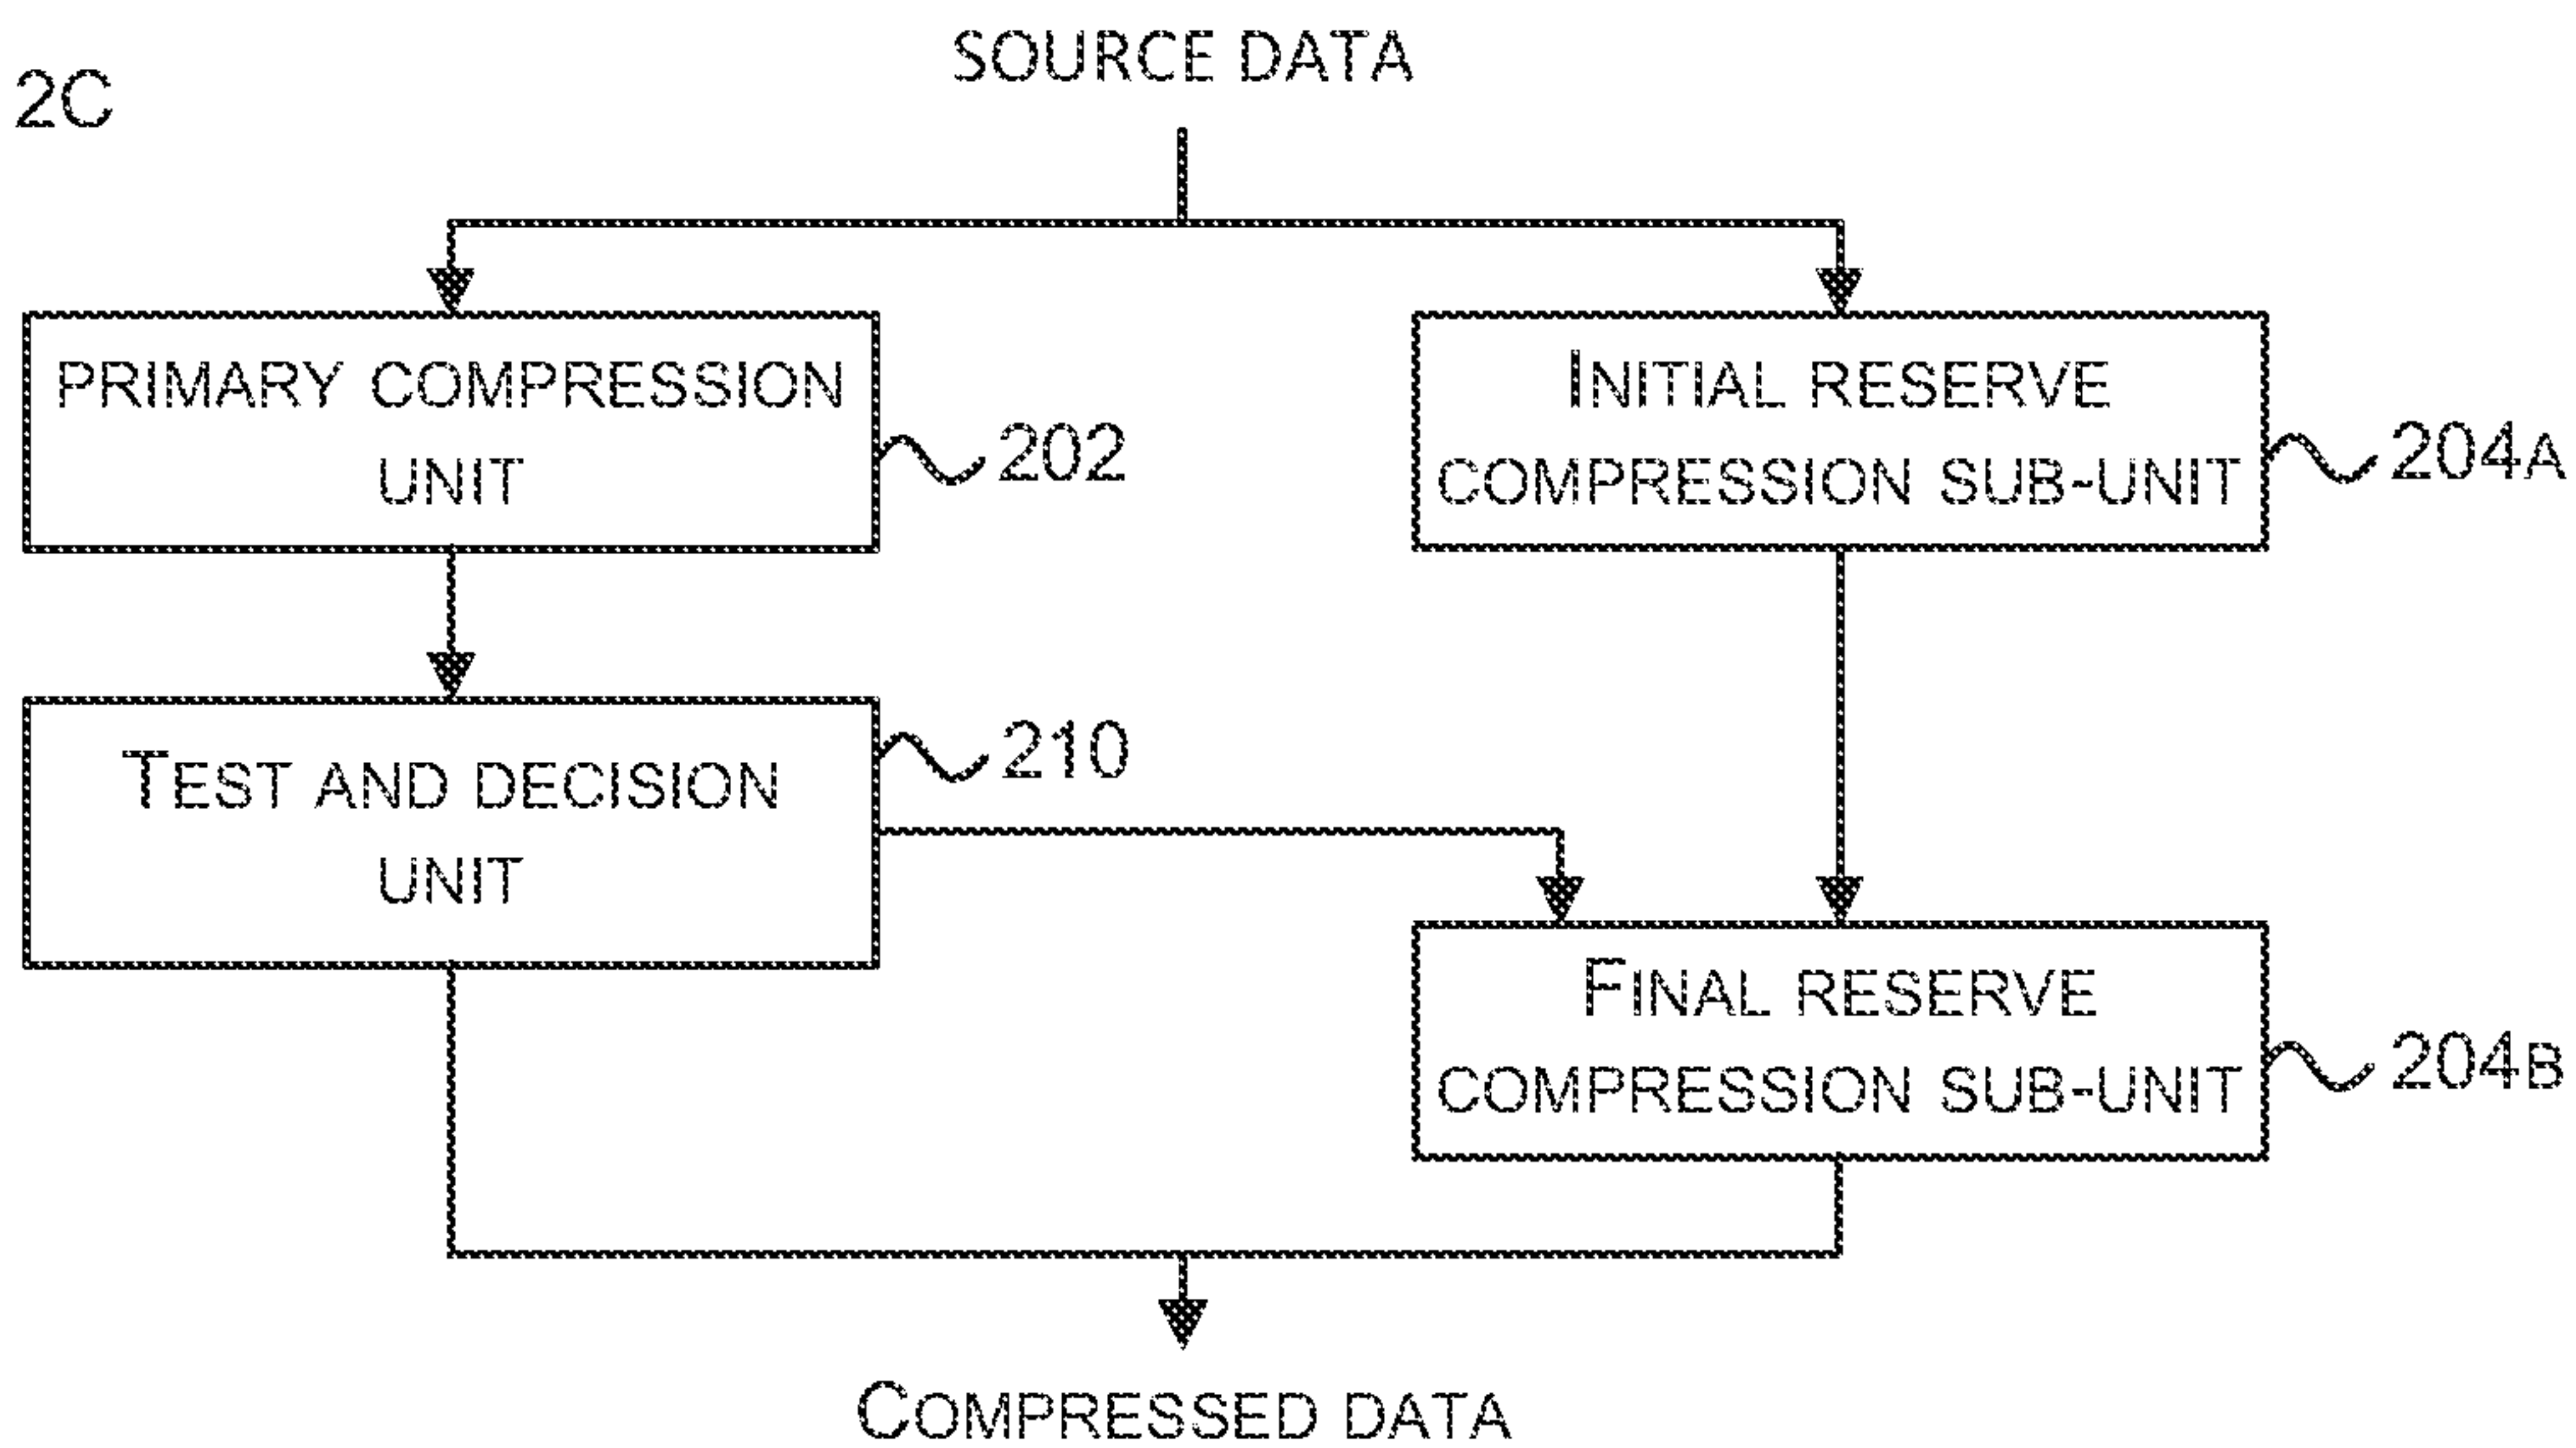 SOURCE DATA
2C
PRIMARY COMPRESSION
UNIT
202
INITIAL RESERVE
COMPRESSION SUB-UNIT
204A
TEST AND DECISION
UNIT
210
FINAL RESERVE
COMPRESSION SUB-UNIT
204B
COMPRESSED DATA